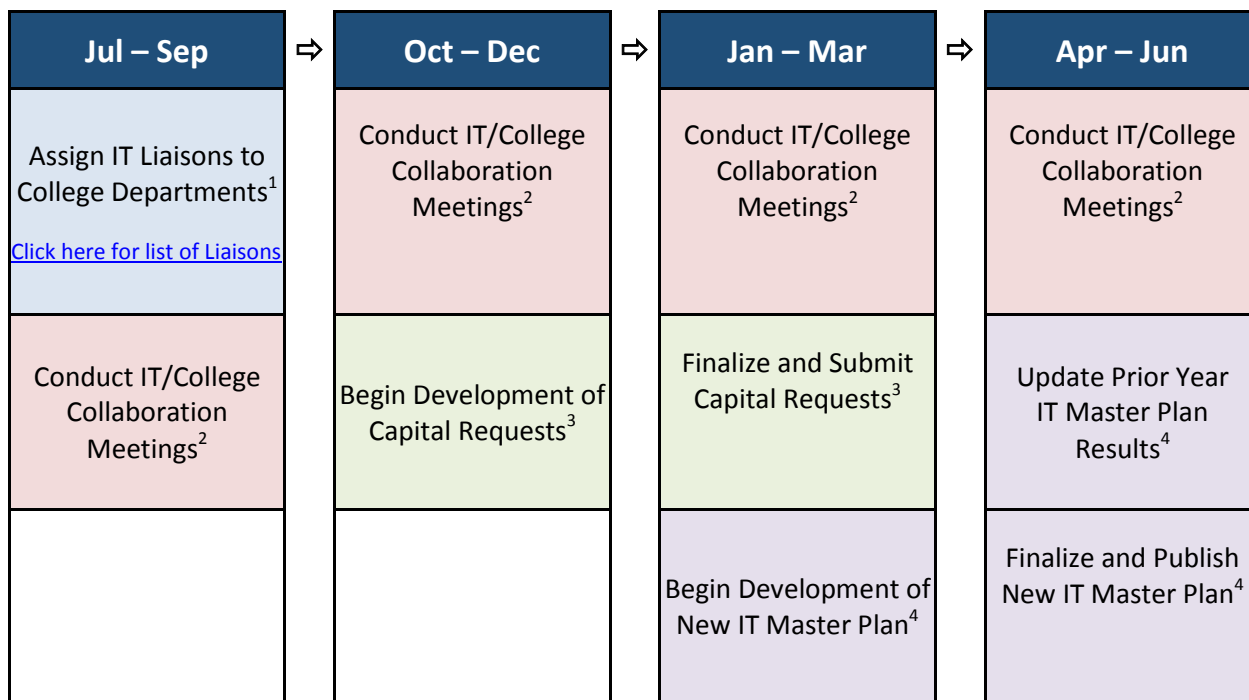 Jul – Sep
Assign IT Liaisons to
College Departments¹
Click here for list of Liaisons
Conduct IT/College
Collaboration
Meetings²
Oct – Dec
Conduct IT/College
Collaboration
Meetings²
Begin Development of
Capital Requests³
Jan – Mar
Conduct IT/College
Collaboration
Meetings²
Finalize and Submit
Capital Requests³
Begin Development of
New IT Master Plan⁴
Apr – Jun
Conduct IT/College
Collaboration
Meetings²
Update Prior Year
IT Master Plan
Results⁴
Finalize and Publish
New IT Master Plan⁴